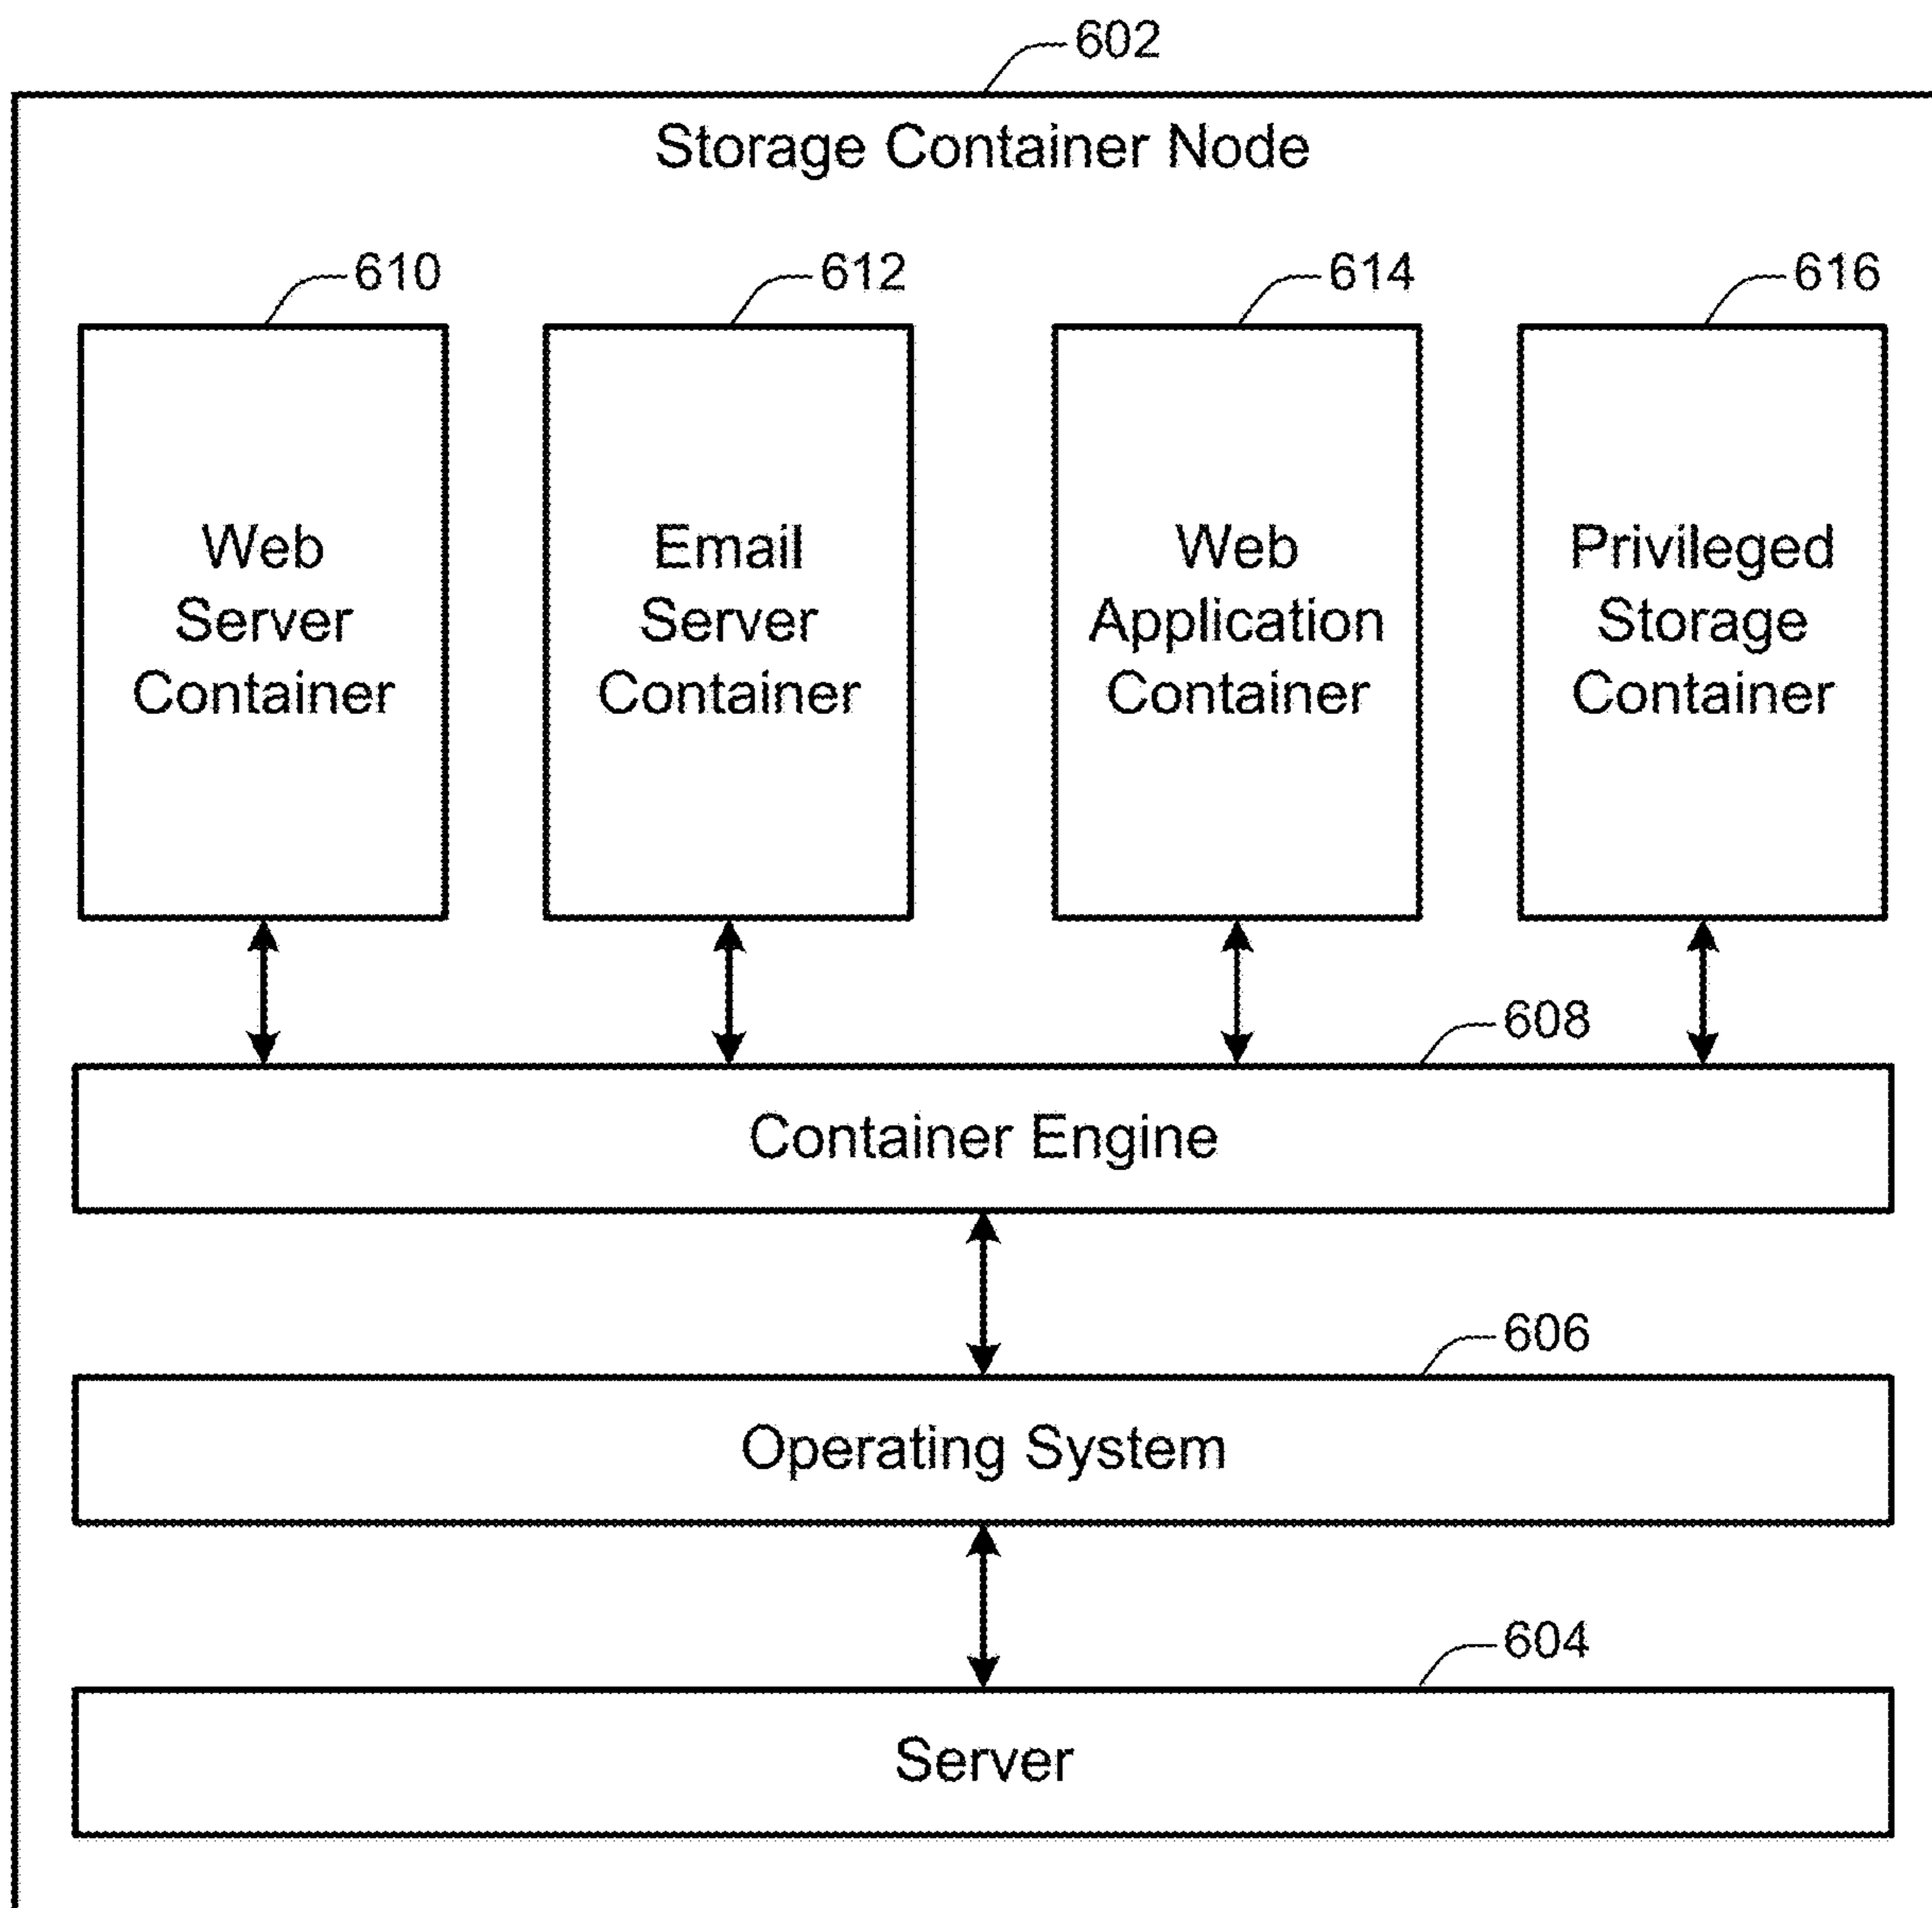 602
Storage Container Node
610
612
614
616
Web
Server
Container
Email
Server
Container
Web
Application
Container
Privileged
Storage
Container
608
Container Engine
606
Operating System
604
Server